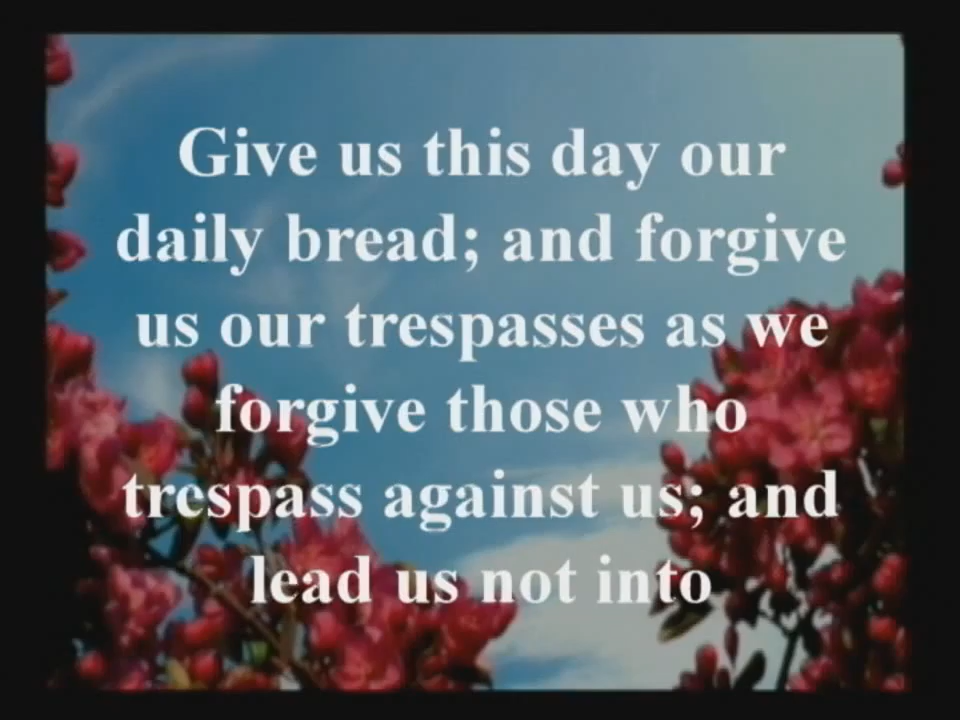 Give us this day our
daily bread; and forgive
us our trespasses as we
forgive those who
trespass against us; and
lead us not into